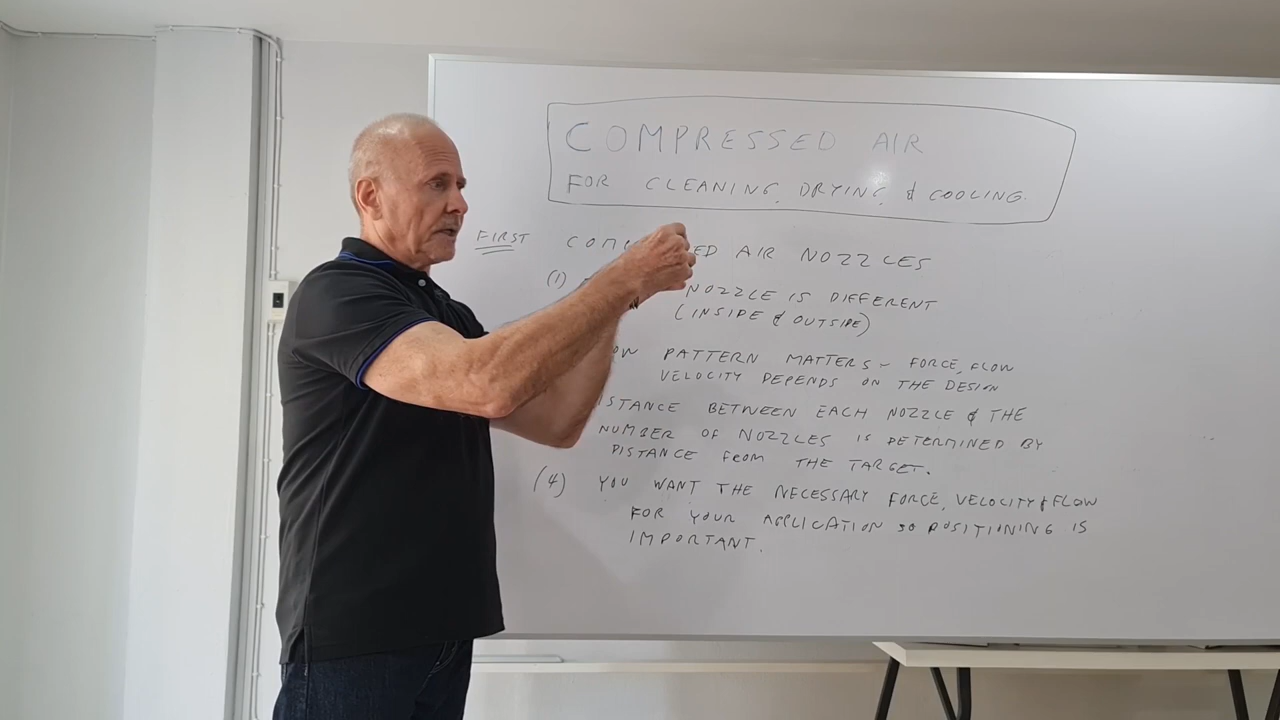 COMPRESSED AIR
FOR CLEANING, DRYING, & COOLING.
FIRST COMPRESSED AIR NOZZLES
(1) NOZZLE IS DIFFERENT
(INSIDE & OUTSIDE)
PATTERN MATTERS - FORCE, FLOW
VELOCITY DEPENDS ON THE DESIGN
DISTANCE BETWEEN EACH NOZZLE & THE
NUMBER OF NOZZLES IS DETERMINED BY
DISTANCE FROM THE TARGET.
(4) YOU WANT THE NECESSARY FORCE, VELOCITY & FLOW
FOR YOUR APPLICATION SO POSITIONING IS
IMPORTANT.